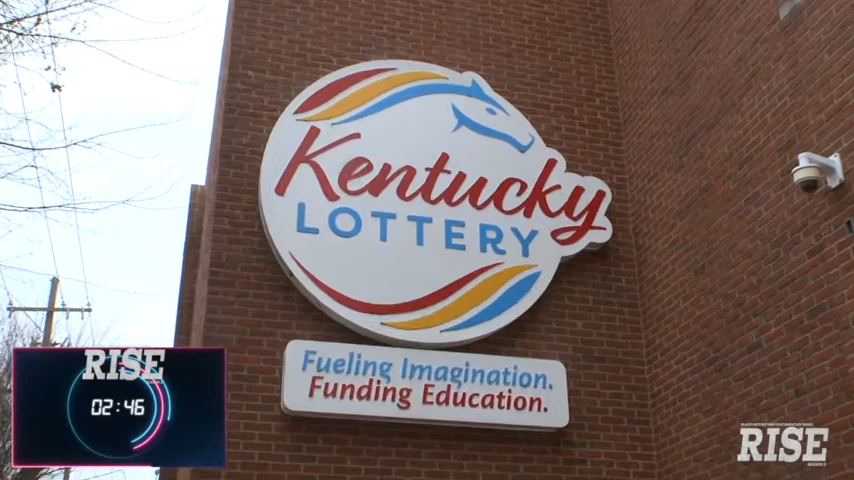 Kentucky
LOTTERY
Fueling Imagination.
Funding Education.
RISE
02:46
RISE